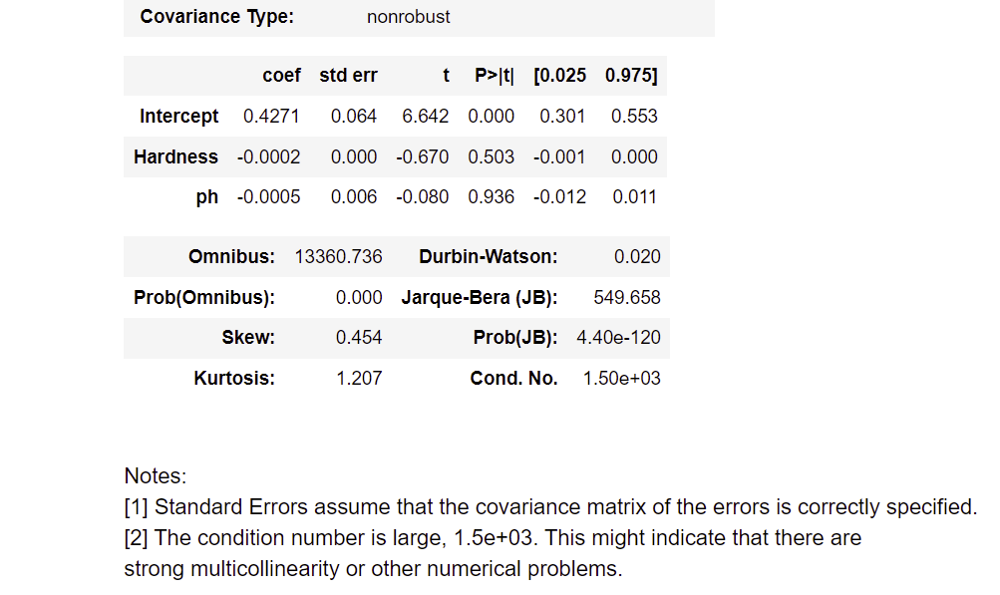 Covariance Type: nonrobust
coef std err t P>|t| [0.025 0.975]
Intercept 0.4271 0.064 6.642 0.000 0.301 0.553
Hardness -0.0002 0.000 -0.670 0.503 -0.001 0.000
ph -0.0005 0.006 -0.080 0.936 -0.012 0.011
Omnibus: 13360.736 Durbin-Watson: 0.020
Prob(Omnibus): 0.000 Jarque-Bera (JB): 549.658
Skew: 0.454 Prob(JB): 4.40e-120
Kurtosis: 1.207 Cond. No. 1.50e+03
Notes:
[1] Standard Errors assume that the covariance matrix of the errors is correctly specified.
[2] The condition number is large, 1.5e+03. This might indicate that there are
strong multicollinearity or other numerical problems.